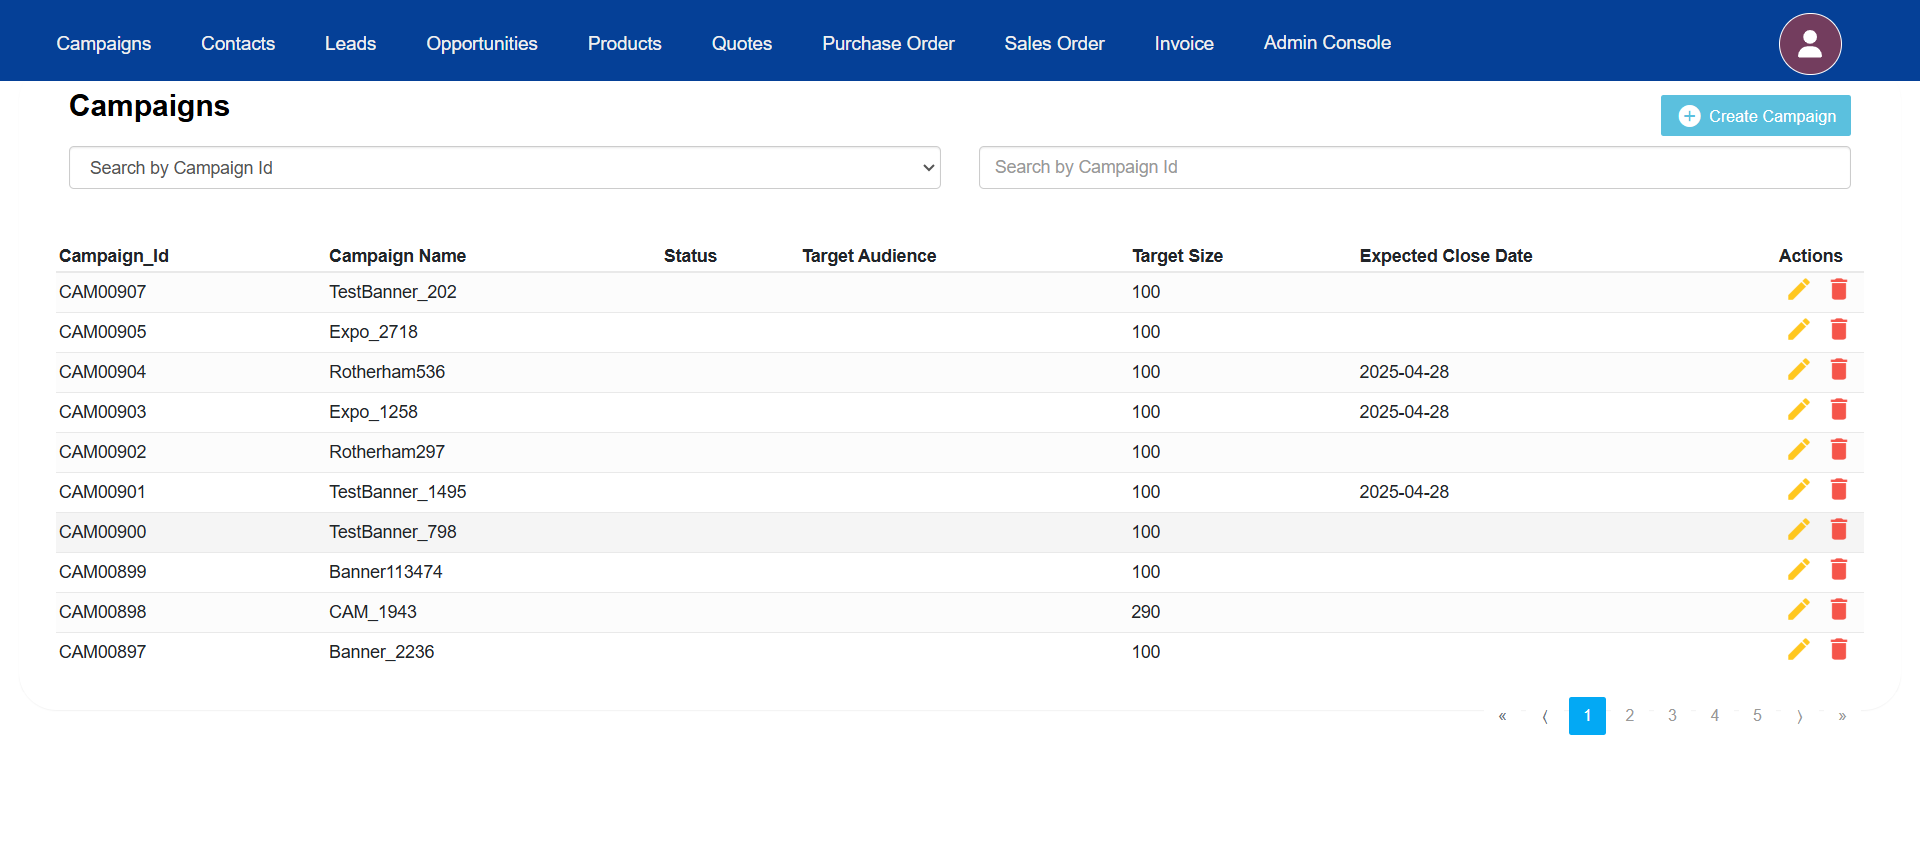 Campaigns Contacts Leads Opportunities Products Quotes Purchase Order Sales Order Invoice Admin Console
Campaigns
Create Campaign
Search by Campaign Id Search by Campaign Id
Campaign_Id Campaign Name Status Target Audience Target Size Expected Close Date Actions
CAM00907 TestBanner_202 100
CAM00905 Expo_2718 100
CAM00904 Rotherham536 100 2025-04-28
CAM00903 Expo_1258 100 2025-04-28
CAM00902 Rotherham297 100
CAM00901 TestBanner_1495 100 2025-04-28
CAM00900 TestBanner_798 100
CAM00899 Banner113474 100
CAM00898 CAM_1943 290
CAM00897 Banner_2236 100
« ⟨ 1 2 3 4 5 ⟩ »